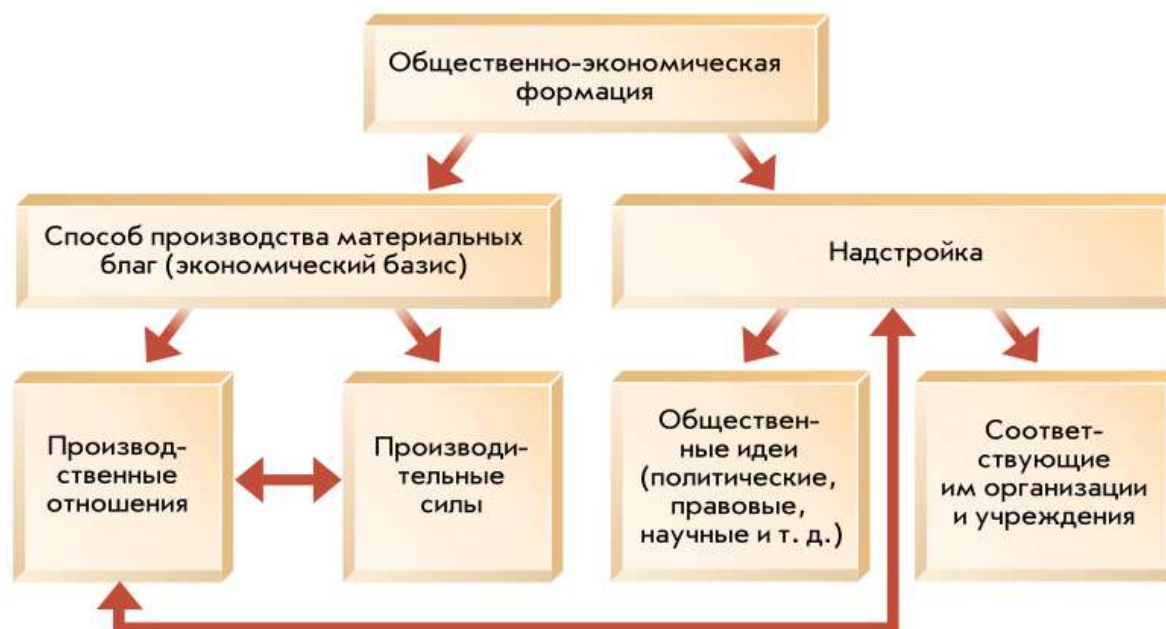 Общественно-экономическая
формация
Способ производства материальных
благ (экономический базис)
Надстройка
Производ-
ственные
отношения
Производи-
тельные
силы
Обществен-
ные идеи
(политические,
правовые,
научные и т. д.)
Соответ-
ствующие
им организации
и учреждения